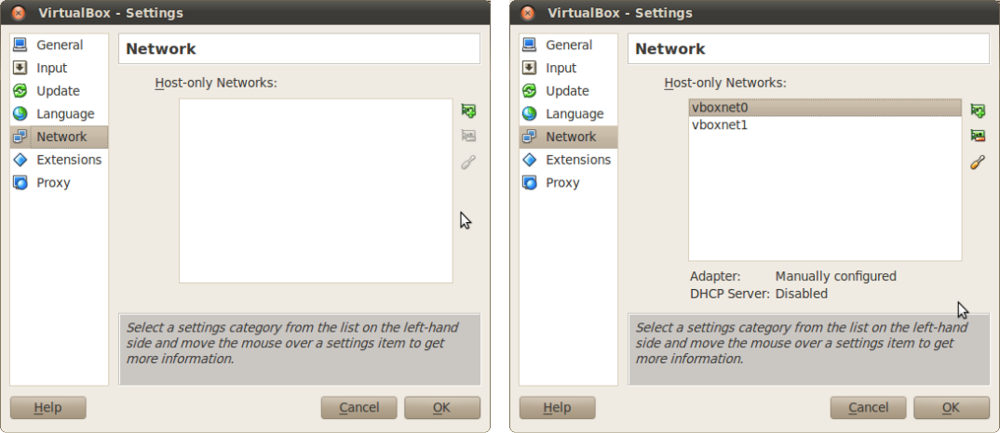 VirtualBox - Settings
General
Input
Update
Language
Network
Extensions
Proxy
Network
Host-only Networks:
Select a settings category from the list on the left-hand
side and move the mouse over a settings item to get
more information.
Help
Cancel
OK
VirtualBox - Settings
General
Input
Update
Language
Network
Extensions
Proxy
Network
Host-only Networks:
vboxnet0
vboxnet1
Adapter: Manually configured
DHCP Server: Disabled
Select a settings category from the list on the left-hand
side and move the mouse over a settings item to get
more information.
Help
Cancel
OK